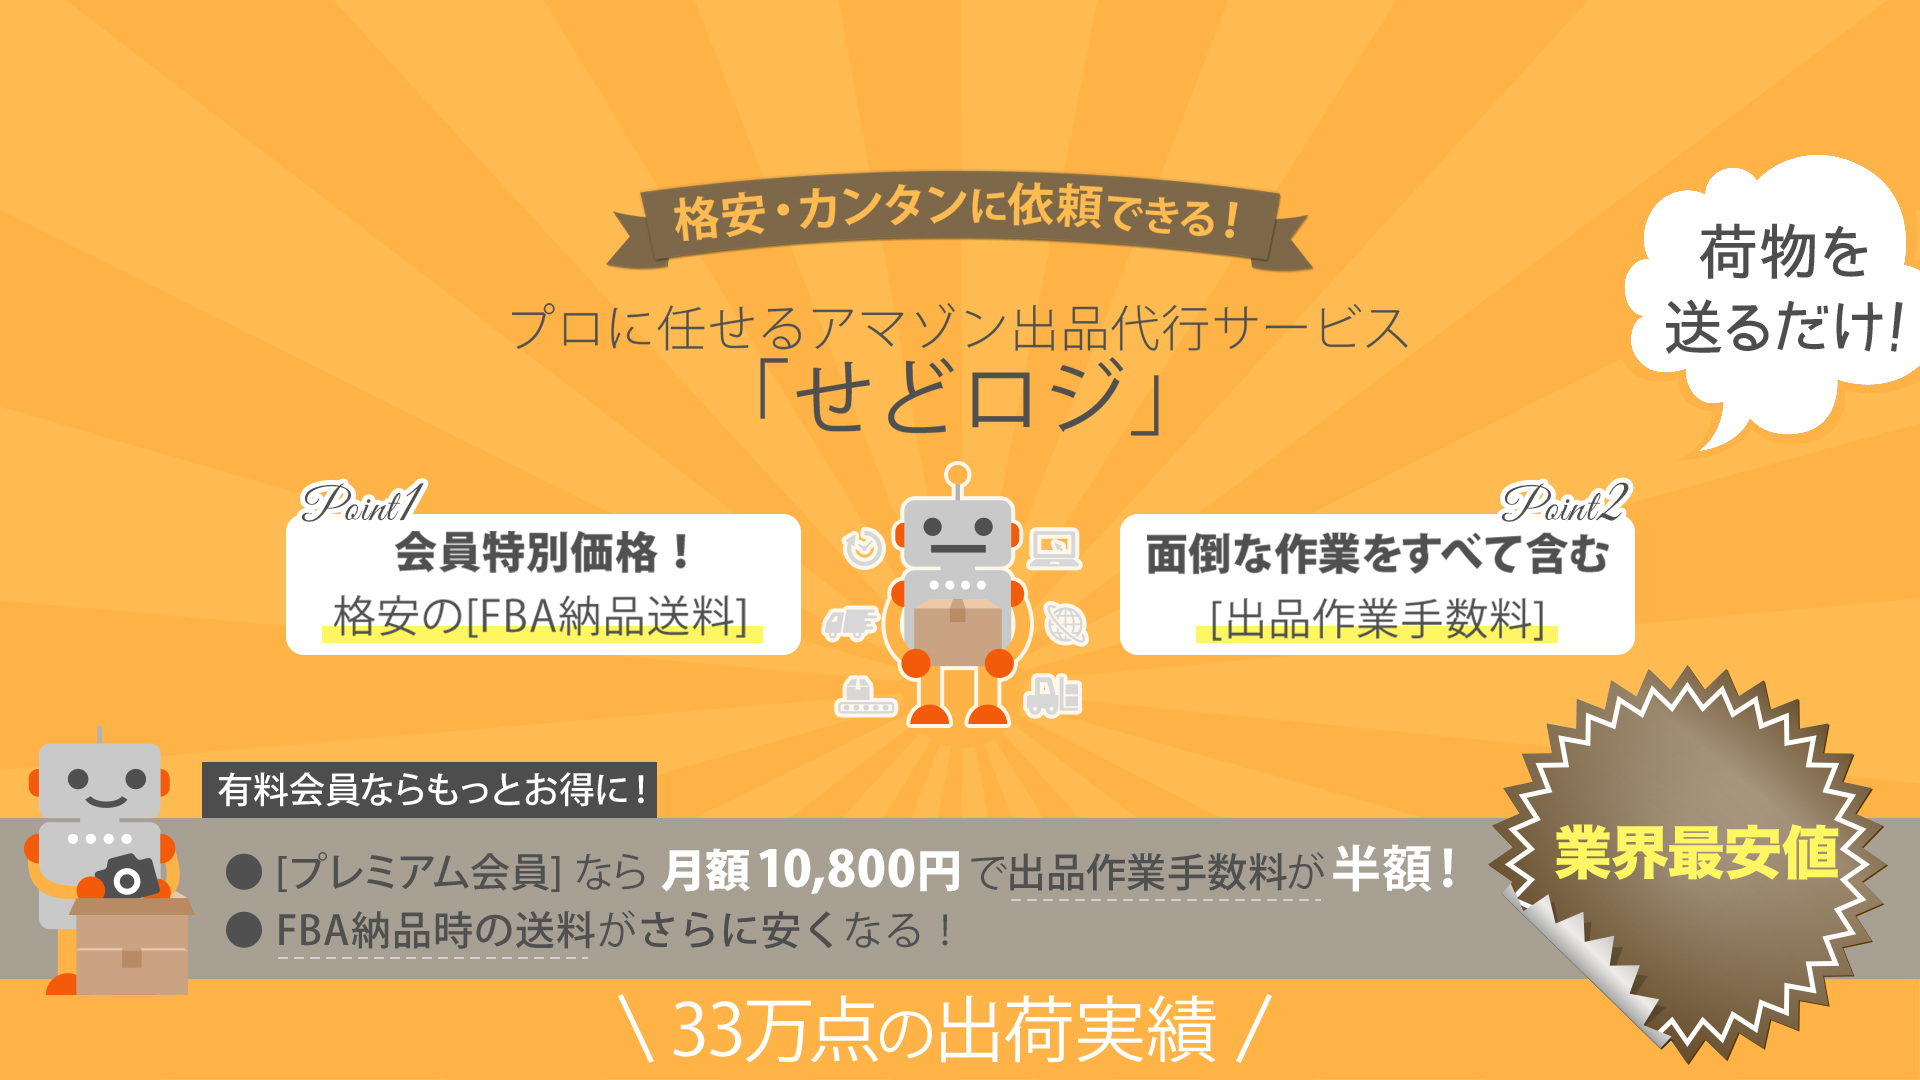 格安・カンタンに依頼できる!
プロに任せるアマゾン出品代行サービス
「せどロジ」
荷物を
送るだけ!
Point1
会員特別価格！
格安の[FBA納品送料]
Point2
面倒な作業をすべて含む
[出品作業手数料]
有料会員ならもっとお得に!
● [プレミアム会員] なら 月額10,800円で出品作業手数料が半額!
● FBA納品時の送料がさらに安くなる！
業界最安値
\ 33万点の出荷実績 /